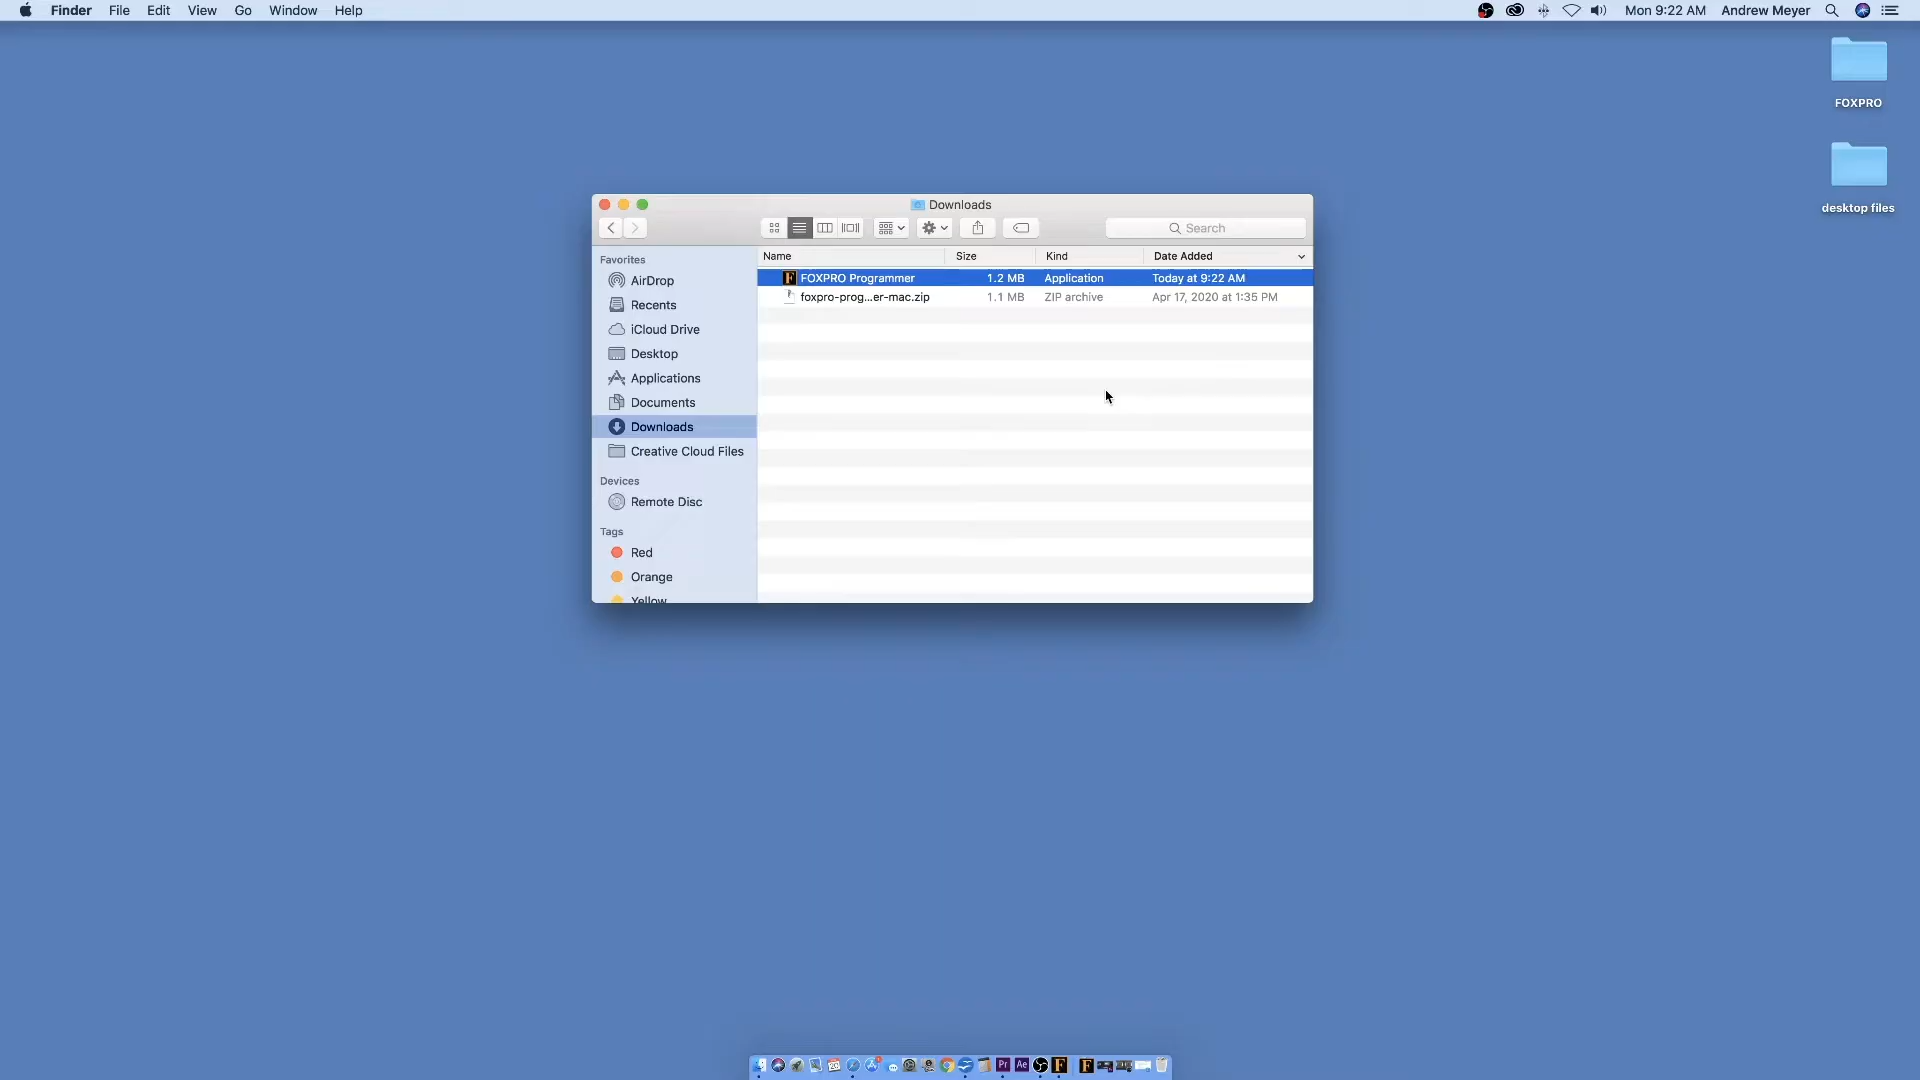 Finder File Edit View Go Window Help
Mon 9:22 AM Andrew Meyer
FOXPRO
desktop files
Downloads
Search
Favorites
AirDrop
Recents
iCloud Drive
Desktop
Applications
Documents
Downloads
Creative Cloud Files
Devices
Remote Disc
Tags
Red
Orange
Yellow
Name Size Kind Date Added
FOXPRO Programmer 1.2 MB Application Today at 9:22 AM
foxpro-prog...er-mac.zip 1.1 MB ZIP archive Apr 17, 2020 at 1:35 PM
Pr Ae F F